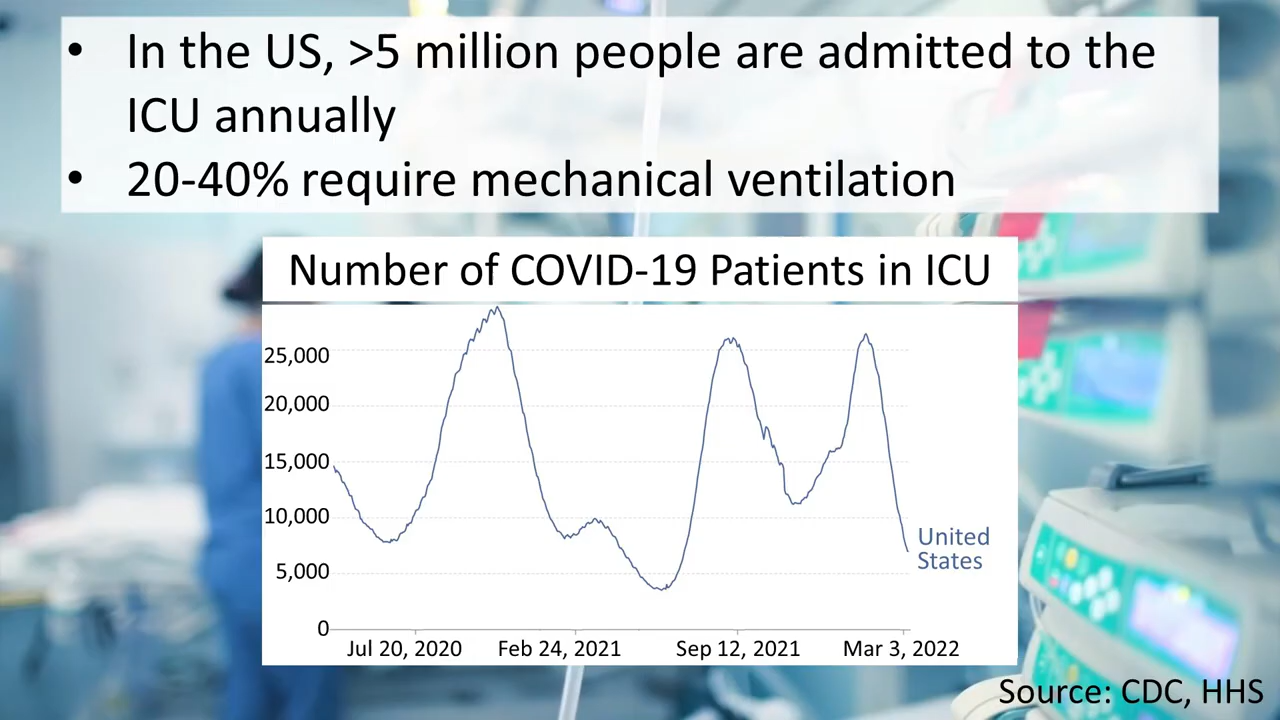 • In the US, >5 million people are admitted to the
ICU annually
• 20-40% require mechanical ventilation
Number of COVID-19 Patients in ICU
25,000
20,000
15,000
10,000
5,000
0
United
States
Jul 20, 2020 Feb 24, 2021 Sep 12, 2021 Mar 3, 2022
Source: CDC, HHS